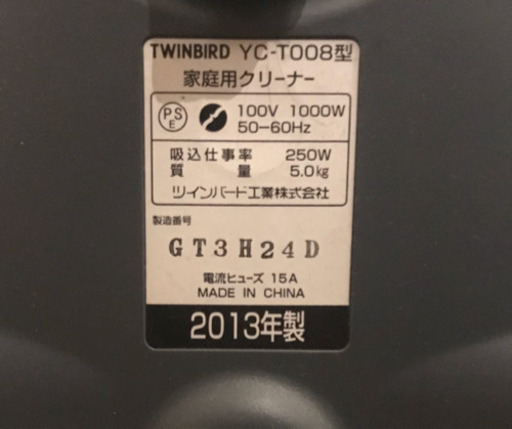 TWINBIRD YC-T008型
家庭用クリーナー
PSE 100V 1000W
50-60Hz
吸込仕事率 250W
質量 5.0kg
ツインバード工業株式会社
製造番号
GT3H24D
電流ヒューズ 15A
MADE IN CHINA
2013年製